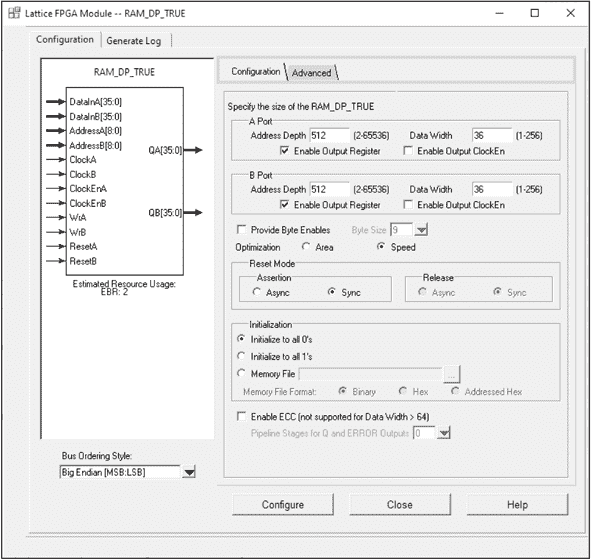 Lattice FPGA Module -- RAM_DP_TRUE
Configuration Generate Log
RAM_DP_TRUE
DataInA[35:0]
DataInB[35:0]
AddressA[8:0]
AddressB[8:0]
ClockA
ClockB
ClockEnA
ClockEnB
WrA
WrB
ResetA
ResetB
QA[35:0]
QB[35:0]
Estimated Resource Usage:
EBR: 2
Bus Ordering Style:
Big Endian [MSB:LSB]
Configuration Advanced
Specify the size of the RAM_DP_TRUE
A Port
Address Depth 512 (2-65536) Data Width 36 (1-256)
Enable Output Register Enable Output ClockEn
B Port
Address Depth 512 (2-65536) Data Width 36 (1-256)
Enable Output Register Enable Output ClockEn
Provide Byte Enables Byte Size 9
Optimization Area Speed
Reset Mode
Assertion
Async Sync
Release
Async Sync
Initialization
Initialize to all 0's
Initialize to all 1's
Memory File ...
Memory File Format: Binary Hex Addressed Hex
Enable ECC (not supported for Data Width > 64)
Pipeline Stages for Q and ERROR Outputs 0
Configure Close Help